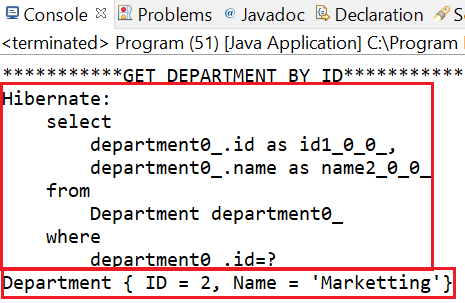 Console Problems @ Javadoc Declaration
<terminated> Program (51) [Java Application] C:\Program
***********GET DEPARTMENT BY ID***********
Hibernate:
    select
        department0_.id as id1_0_0_,
        department0_.name as name2_0_0_
    from
        Department department0_
    where
        department0_.id=?
Department { ID = 2, Name = 'Marketting'}